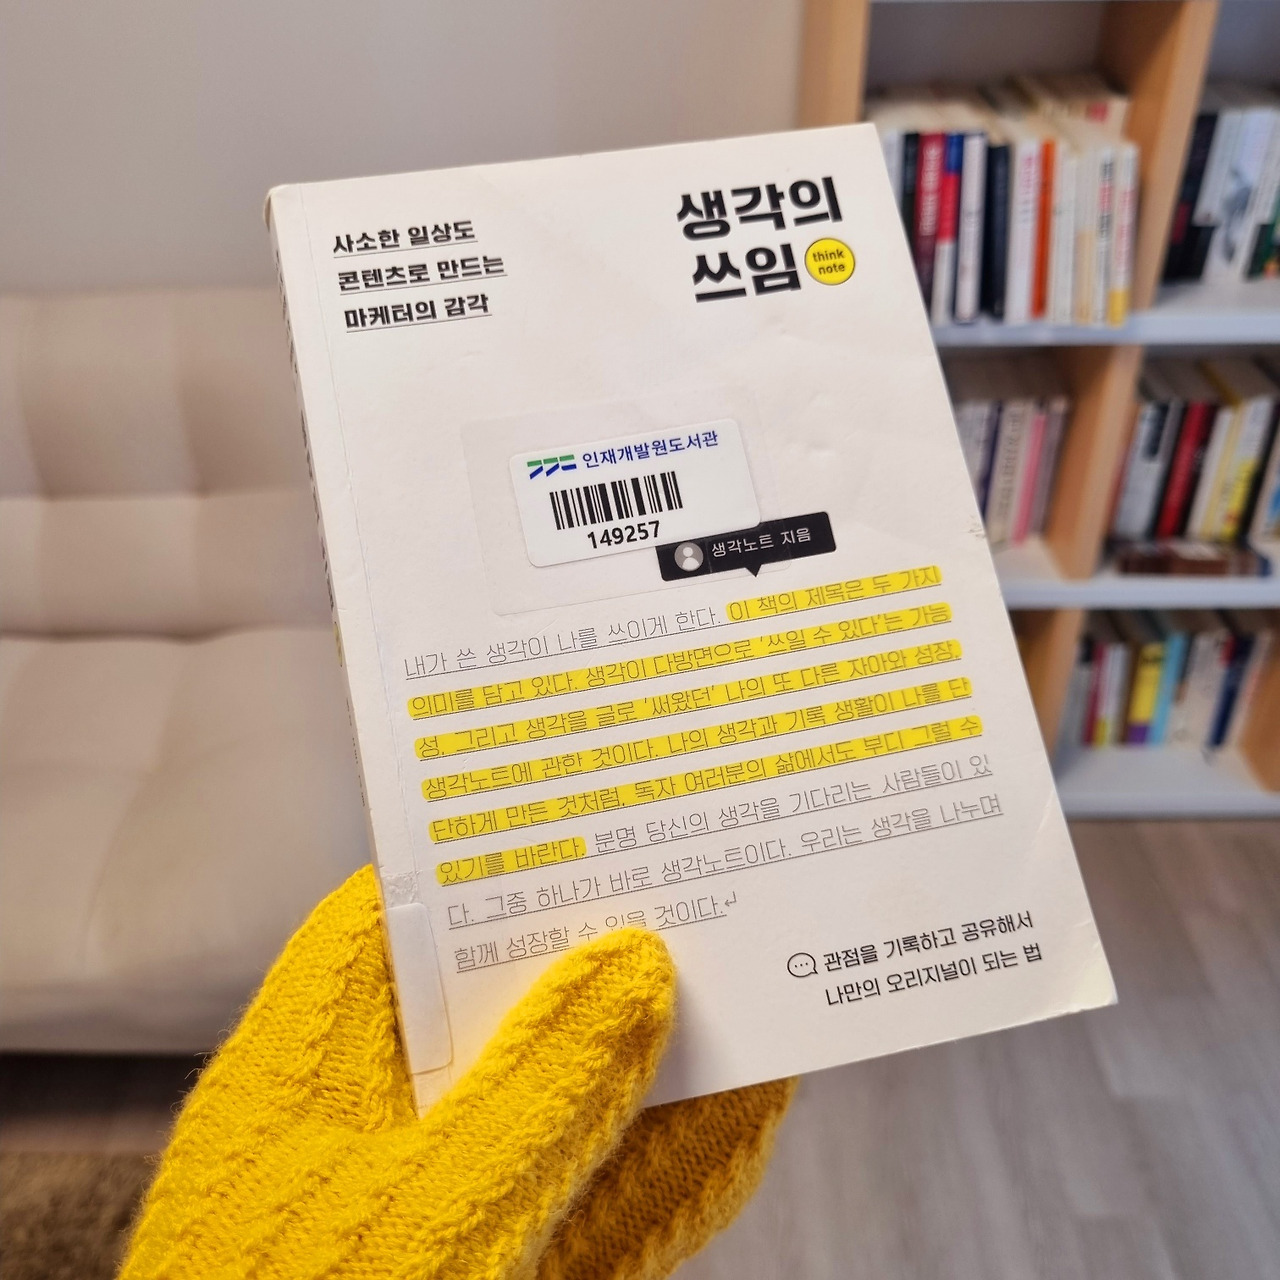 사소한 일상도
콘텐츠로 만드는
마케터의 감각
생각의
쓰임
think
note
인재개발원도서관
149257
생각노트 지음
내가 쓴 생각이 나를 쓰이게 한다. 이 책의 제목은 두 가지
의미를 담고 있다. 생각이 다방면으로 '쓰일 수 있다'는 가능
성, 그리고 생각을 글로 '써왔던' 나의 또 다른 자아와 성장,
생각노트에 관한 것이다. 나의 생각과 기록 생활이 나를 단
단하게 만든 것처럼, 독자 여러분의 삶에서도 부디 그럴 수
있기를 바란다. 분명 당신의 생각을 기다리는 사람들이 있
다. 그중 하나가 바로 생각노트이다. 우리는 생각을 나누며
함께 성장할 수 있을 것이다.↵
관점을 기록하고 공유해서
나만의 오리지널이 되는 법